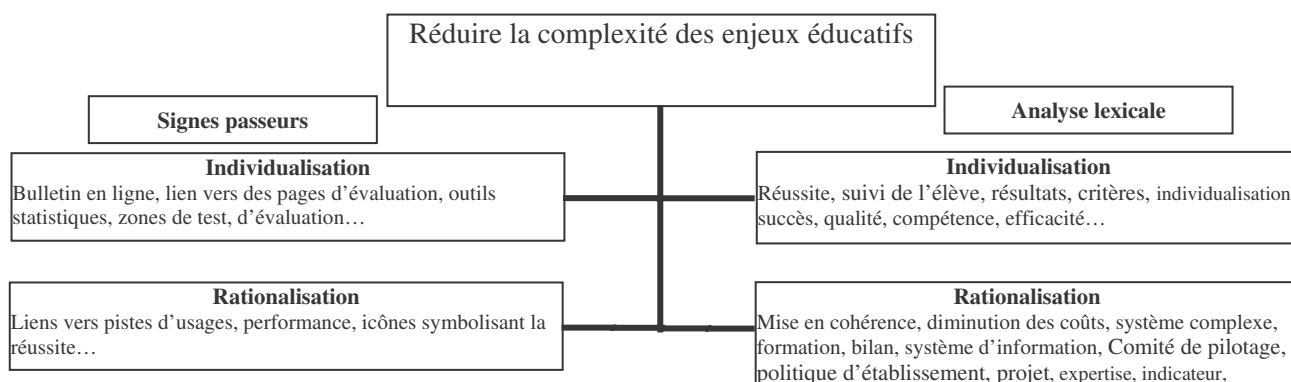 Réduire la complexité des enjeux éducatifs
Signes passeurs
Analyse lexicale
Individualisation
Bulletin en ligne, lien vers des pages d’évaluation, outils
statistiques, zones de test, d’évaluation…
Individualisation
Réussite, suivi de l’élève, résultats, critères, individualisation
succès, qualité, compétence, efficacité…
Rationalisation
Liens vers pistes d’usages, performance, icônes symbolisant la
réussite…
Rationalisation
Mise en cohérence, diminution des coûts, système complexe,
formation, bilan, système d’information, Comité de pilotage,
politique d’établissement, projet, expertise, indicateur,